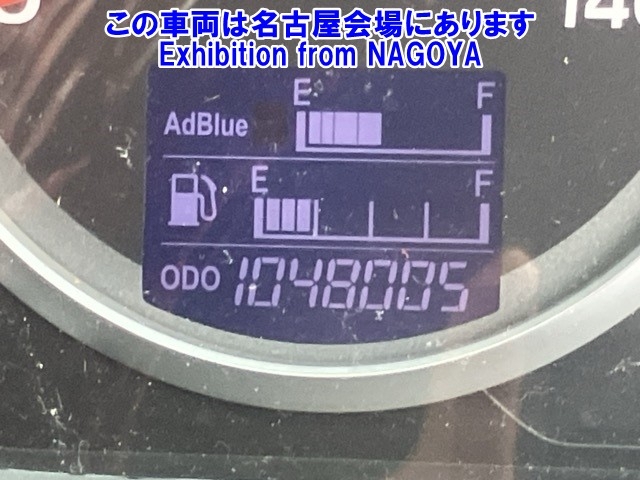 この車両は名古屋会場にあります
Exhibition from NAGOYA
140
E F
AdBlue
E F
ODO 1048005